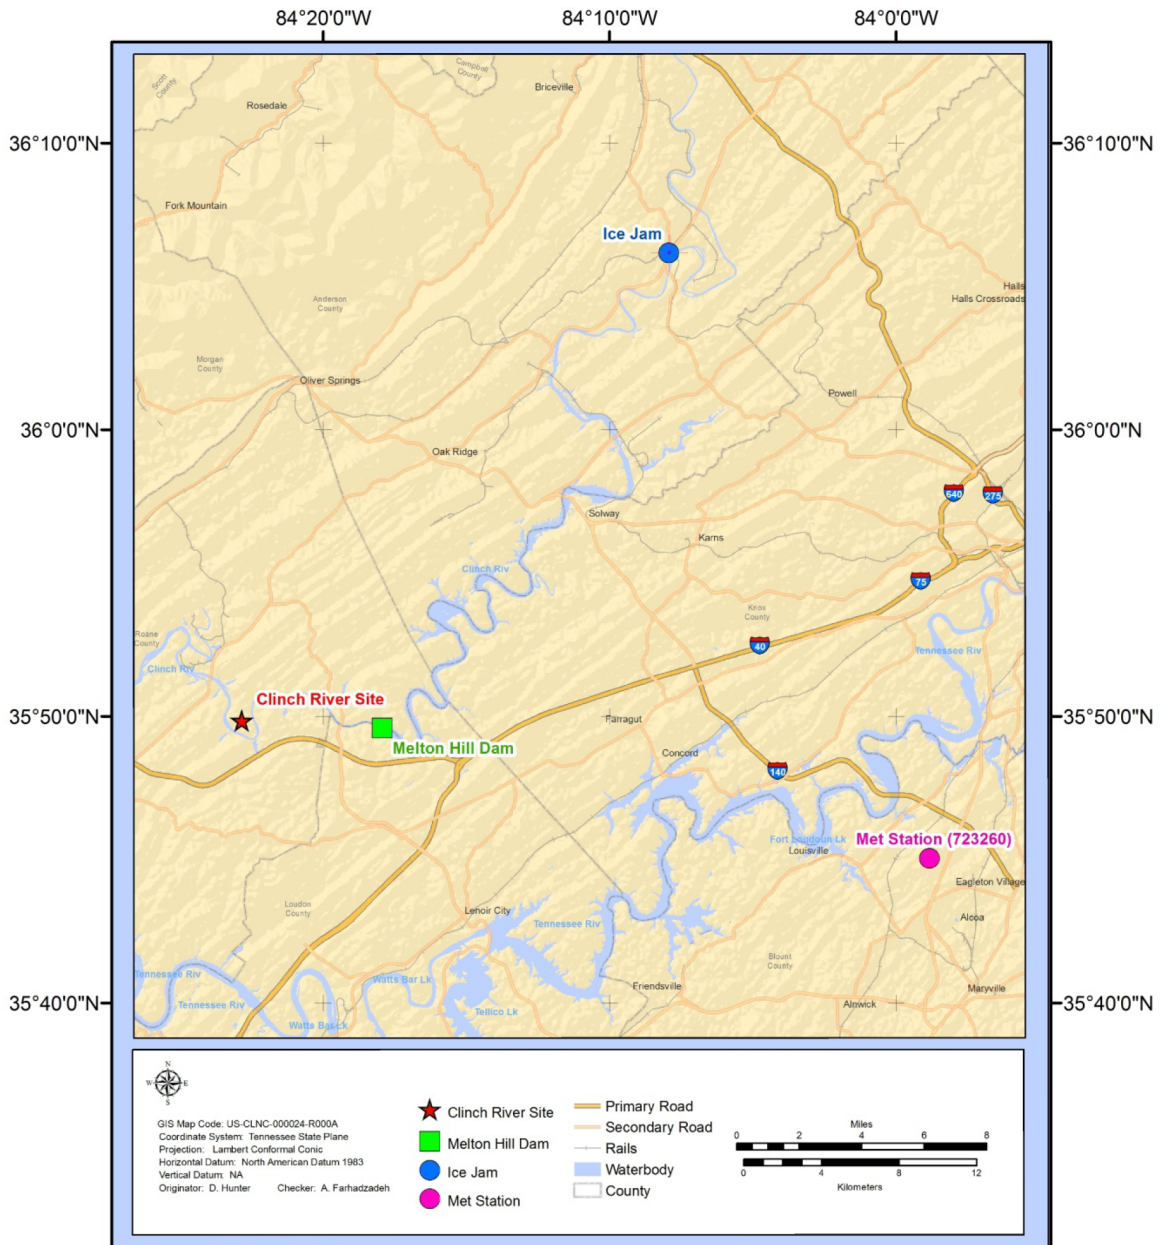 84°20'0"W 84°10'0"W 84°0'0"W
Scott
County
Campbell
County
Briceville
Rosedale
36°10'0"N 36°10'0"N
Fork Mountain
Ice Jam
Halls
Halls Crossroads
Anderson
County
Morgan
County
Oliver Springs
Powell
36°0'0"N 36°0'0"N
Oak Ridge
640 275
Solway
Karns
Clinch Riv
75
Knox
County
Roane
County
40
Tennessee Riv
Clinch Riv
Clinch River Site
35°50'0"N 35°50'0"N
Farragut
Melton Hill Dam
Concord
140
Fort Loudoun Lk
Met Station (723260)
Louisville
Eagleton Village
Loudon
County
Lenoir City
Alcoa
Tennessee Riv
Blount
County
Tennessee Riv
Watts Bar Lk
Friendsville
Maryville
Tennessee Riv
Tellico Lk
Alnwick
35°40'0"N 35°40'0"N
Watts Bar Lk
N
W E
S
GIS Map Code: US-CLNC-000024-R000A
Coordinate System: Tennessee State Plane
Projection: Lambert Conformal Conic
Horizontal Datum: North American Datum 1983
Vertical Datum: NA
Originator: D. Hunter Checker: A. Farhadzadeh
Clinch River Site
Melton Hill Dam
Ice Jam
Met Station
Primary Road
Secondary Road
Rails
Waterbody
County
Miles
0 2 4 6 8
0 4 8 12
Kilometers